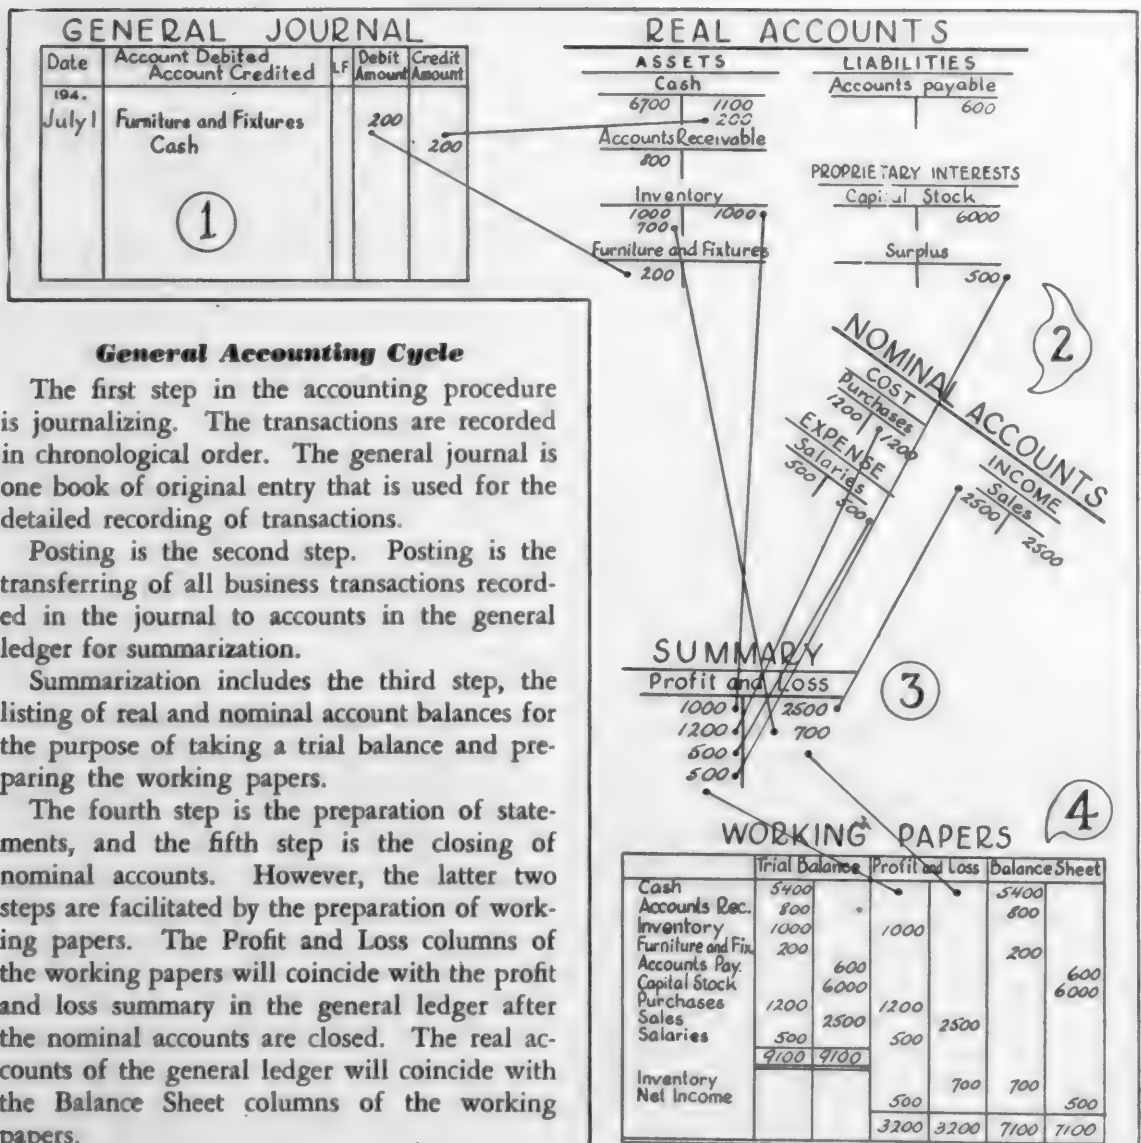 GENERAL JOURNAL
Date Account Debited Account Credited LF Debit Amount Credit Amount
194.
July 1 Furniture and Fixtures 200
Cash 200
1
REAL ACCOUNTS
ASSETS
Cash
6700 1100
200
Accounts Receivable
800
Inventory
1000 1000
700
Furniture and Fixtures
200
LIABILITIES
Accounts payable
600
PROPRIETARY INTERESTS
Capital Stock
6000
Surplus
500
2
NOMINAL ACCOUNTS
COST
Purchases
1200 1200
EXPENSE
Salaries
500 500
INCOME
Sales
2500 2500
General Accounting Cycle
The first step in the accounting procedure
is journalizing. The transactions are recorded
in chronological order. The general journal is
one book of original entry that is used for the
detailed recording of transactions.
Posting is the second step. Posting is the
transferring of all business transactions record-
ed in the journal to accounts in the general
ledger for summarization.
Summarization includes the third step, the
listing of real and nominal account balances for
the purpose of taking a trial balance and pre-
paring the working papers.
The fourth step is the preparation of state-
ments, and the fifth step is the closing of
nominal accounts. However, the latter two
steps are facilitated by the preparation of work-
ing papers. The Profit and Loss columns of
the working papers will coincide with the profit
and loss summary in the general ledger after
the nominal accounts are closed. The real ac-
counts of the general ledger will coincide with
the Balance Sheet columns of the working
papers.
SUMMARY
Profit and Loss
1000 2500
1200 700
500
500
3
4
WORKING PAPERS
Trial Balance Profit and Loss Balance Sheet
Cash 5400 5400
Accounts Rec. 800 800
Inventory 1000 1000
Furniture and Fix. 200 200
Accounts Pay. 600 600
Capital Stock 6000 6000
Purchases 1200 1200
Sales 2500 2500
Salaries 500 500
9100 9100
Inventory 700 700
Net Income 500 500
3200 3200 7100 7100